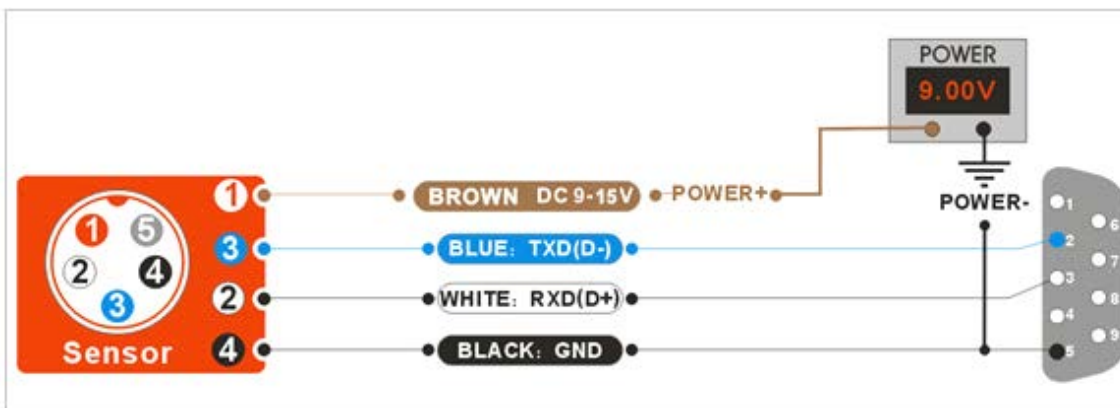 POWER
9.00V
1 BROWN DC 9-15V POWER+
POWER-
1 5
2 4
3
3 BLUE: TXD(D-)
2 WHITE: RXD(D+)
4 BLACK: GND
Sensor
1
6
2
7
3
8
4
9
5